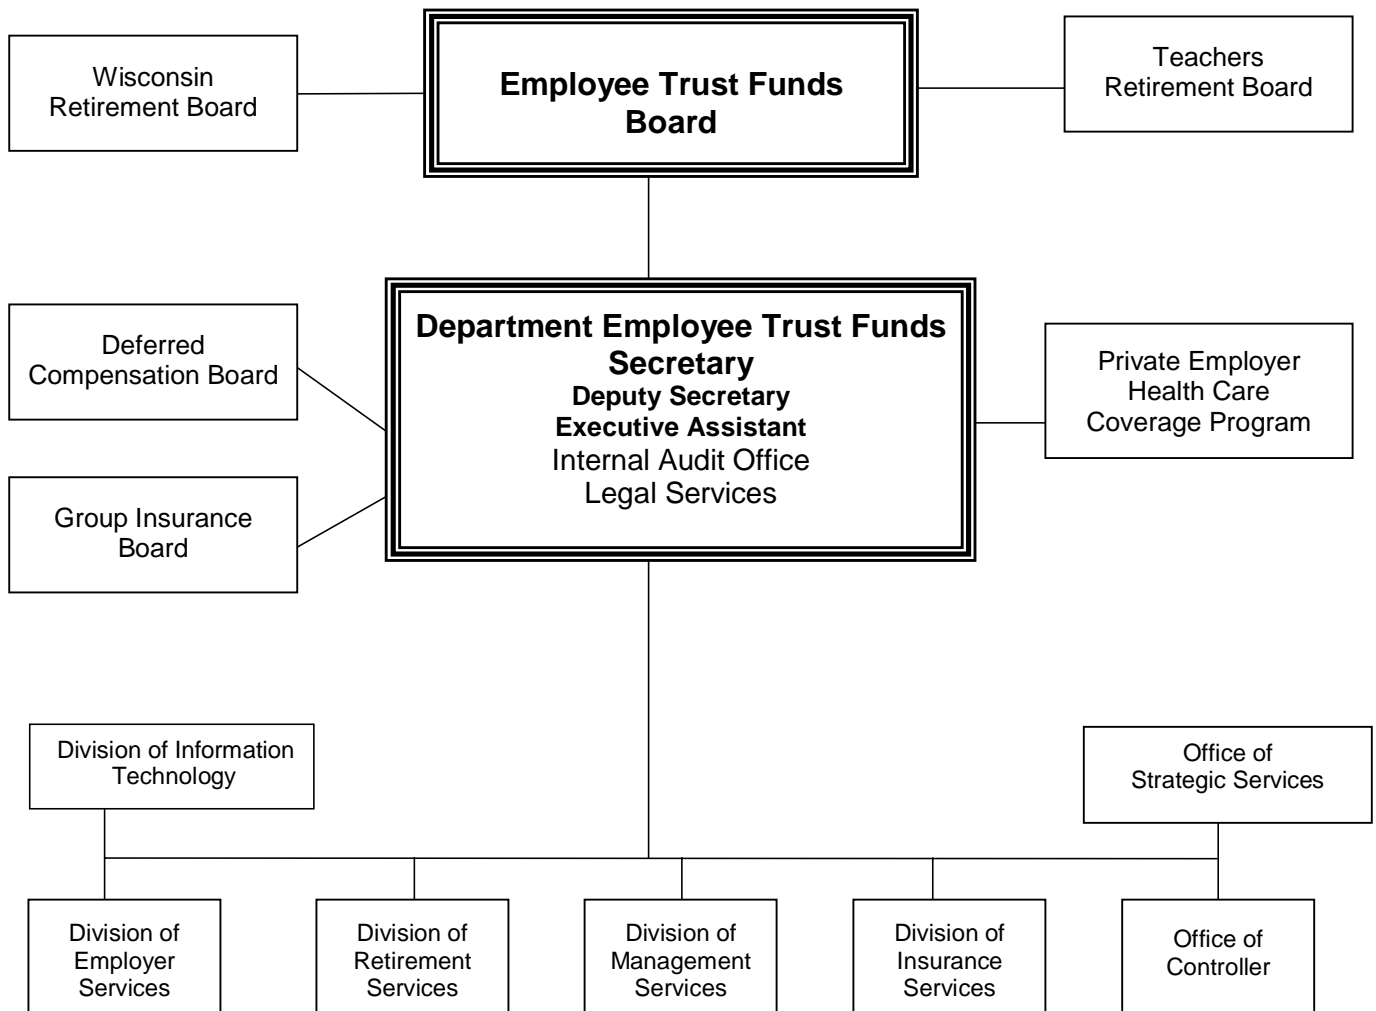 Wisconsin
Retirement Board
Employee Trust Funds
Board
Teachers
Retirement Board
Deferred
Compensation Board
Group Insurance
Board
Department Employee Trust Funds
Secretary
Deputy Secretary
Executive Assistant
Internal Audit Office
Legal Services
Private Employer
Health Care
Coverage Program
Division of Information
Technology
Office of
Strategic Services
Division of
Employer
Services
Division of
Retirement
Services
Division of
Management
Services
Division of
Insurance
Services
Office of
Controller